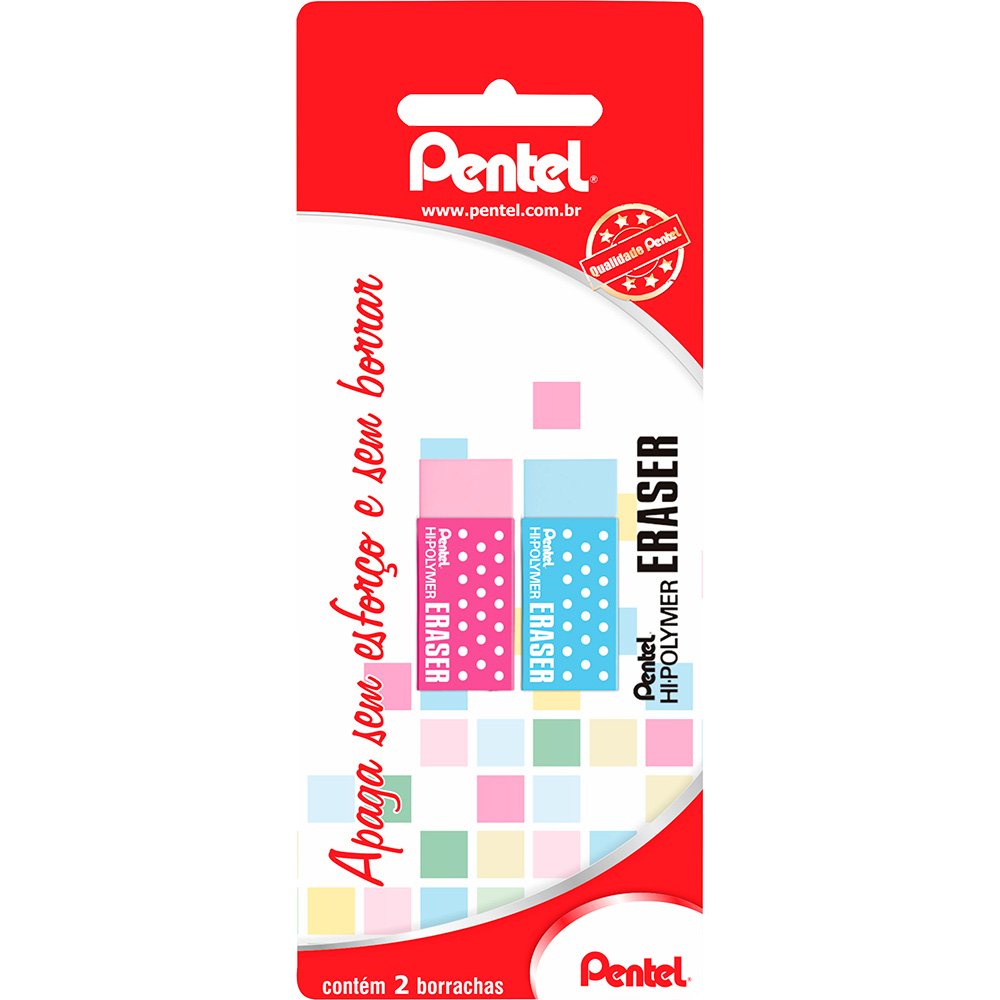 Pentel®
www.pentel.com.br
Qualidade Pentel
Apaga sem esforço e sem borrar
Pentel
HI-POLYMER
ERASER
Pentel
HI-POLYMER
ERASER
Pentel®
HI-POLYMER ERASER
contém 2 borrachas
Pentel®